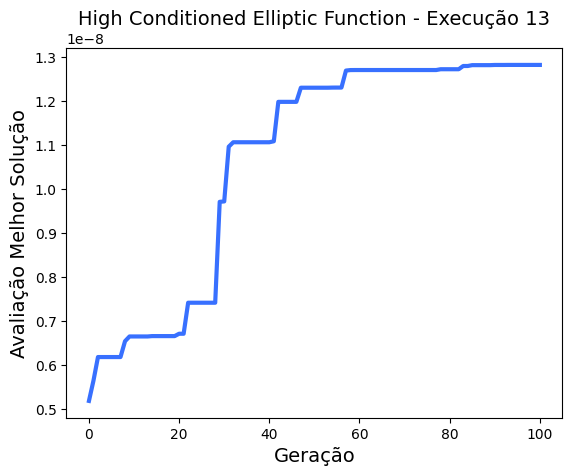 High Conditioned Elliptic Function - Execução 13
1e−8
1.3
1.2
1.1
1.0
0.9
0.8
0.7
0.6
0.5
Avaliação Melhor Solução
0 20 40 60 80 100
Geração